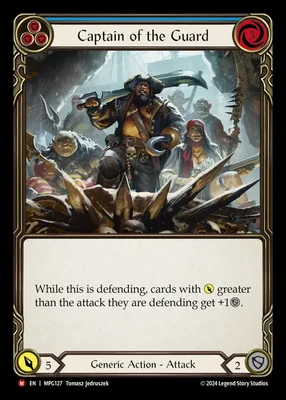 Captain of the Guard
While this is defending, cards with greater
than the attack they are defending get +1.
5
Generic Action - Attack
2
M EN | MPG127 Tomasz Jedruszek
© 2024 Legend Story Studios